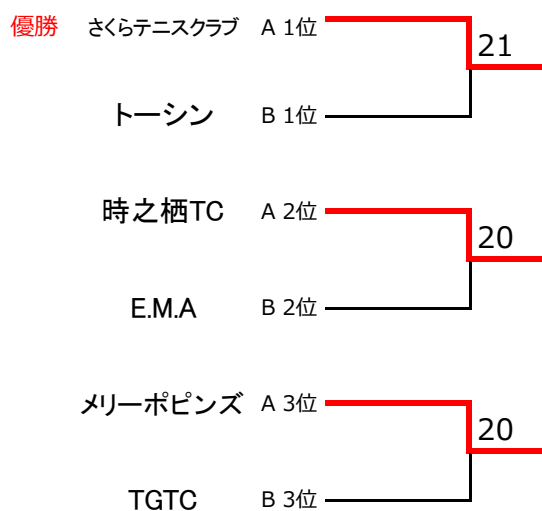 優勝 さくらテニスクラブ A 1位
21
トーシン B 1位
時之栖TC A 2位
20
E.M.A B 2位
メリーポピンズ A 3位
20
TGTC B 3位